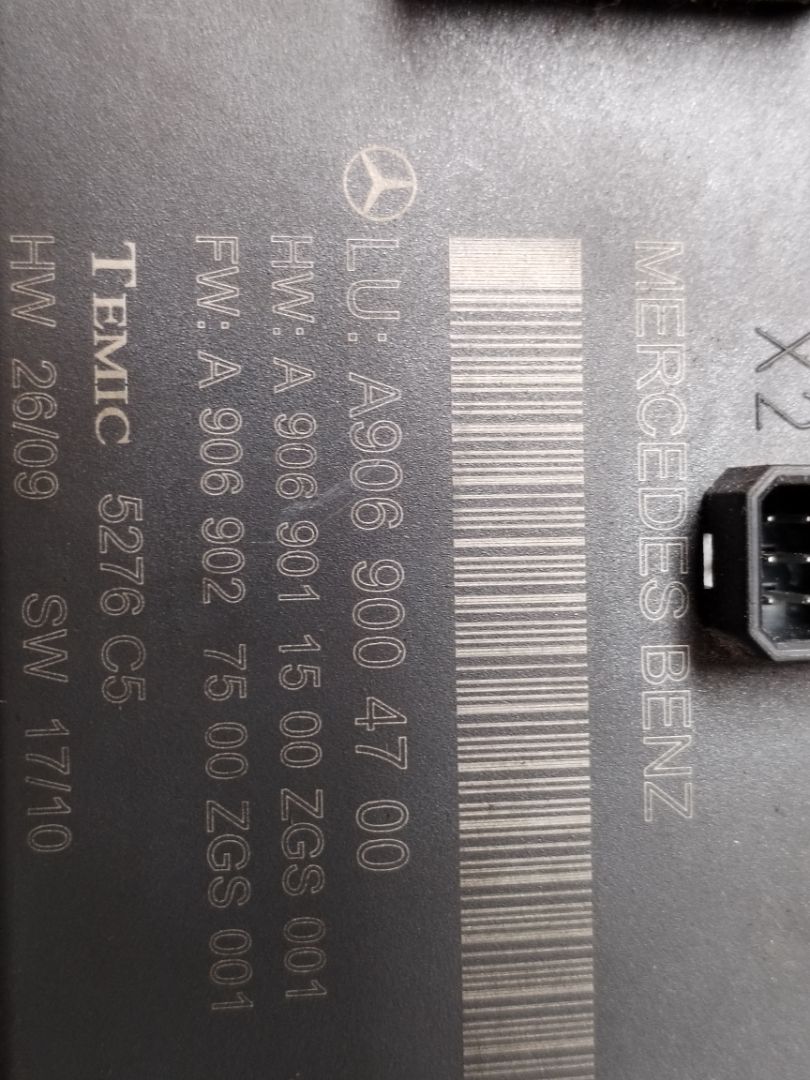 X2
MERCEDES BENZ
LU: A906 900 47 00
HW: A 906 901 15 00 ZGS 001
FW: A 906 902 75 00 ZGS 001
TEMIC 5276 C5
HW 26/09 SW 17/10